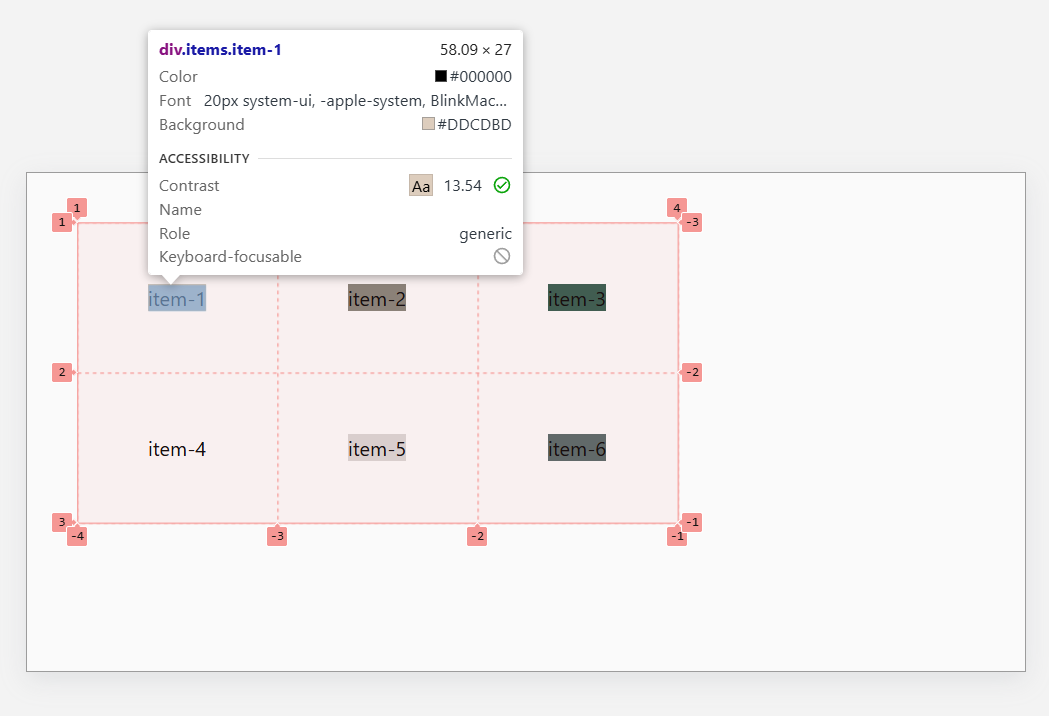 div.items.item-1 58.09 × 27
Color #000000
Font 20px system-ui, -apple-system, BlinkMac...
Background #DDCDBD
ACCESSIBILITY
Contrast Aa 13.54
Name
Role generic
Keyboard-focusable
1 4
1 -3
item-1 item-2 item-3
2 -2
item-4 item-5 item-6
3 -1
-4 -3 -2 -1